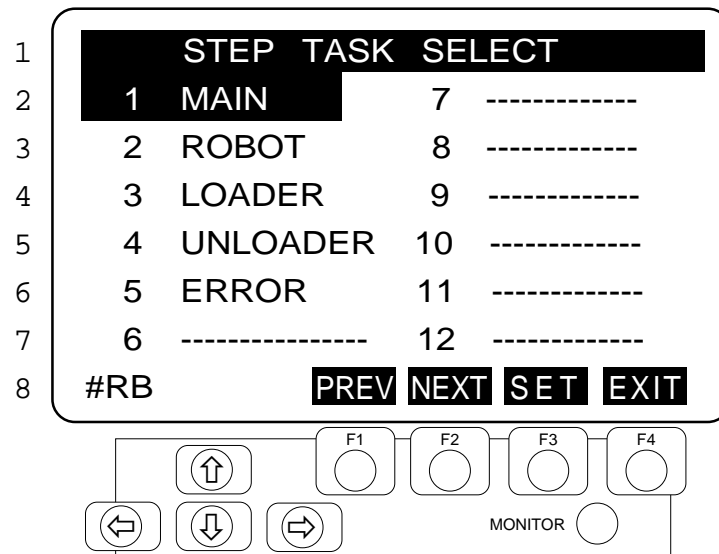 1 STEP TASK SELECT
2 1 MAIN 7 -------------
3 2 ROBOT 8 -------------
4 3 LOADER 9 -------------
5 4 UNLOADER 10 -------------
6 5 ERROR 11 -------------
7 6 ---------------- 12 -------------
8 #RB PREV NEXT SET EXIT
F1 F2 F3 F4
MONITOR